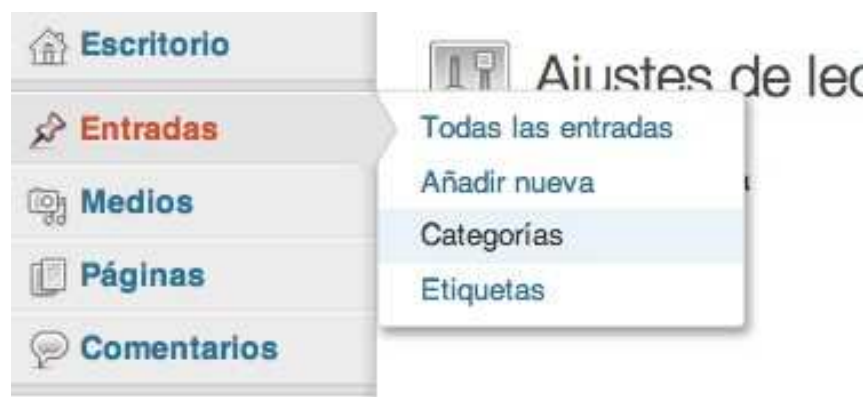 Escritorio
Ajustes de lec
Entradas
Todas las entradas
Añadir nueva
Categorías
Etiquetas
Medios
Páginas
Comentarios